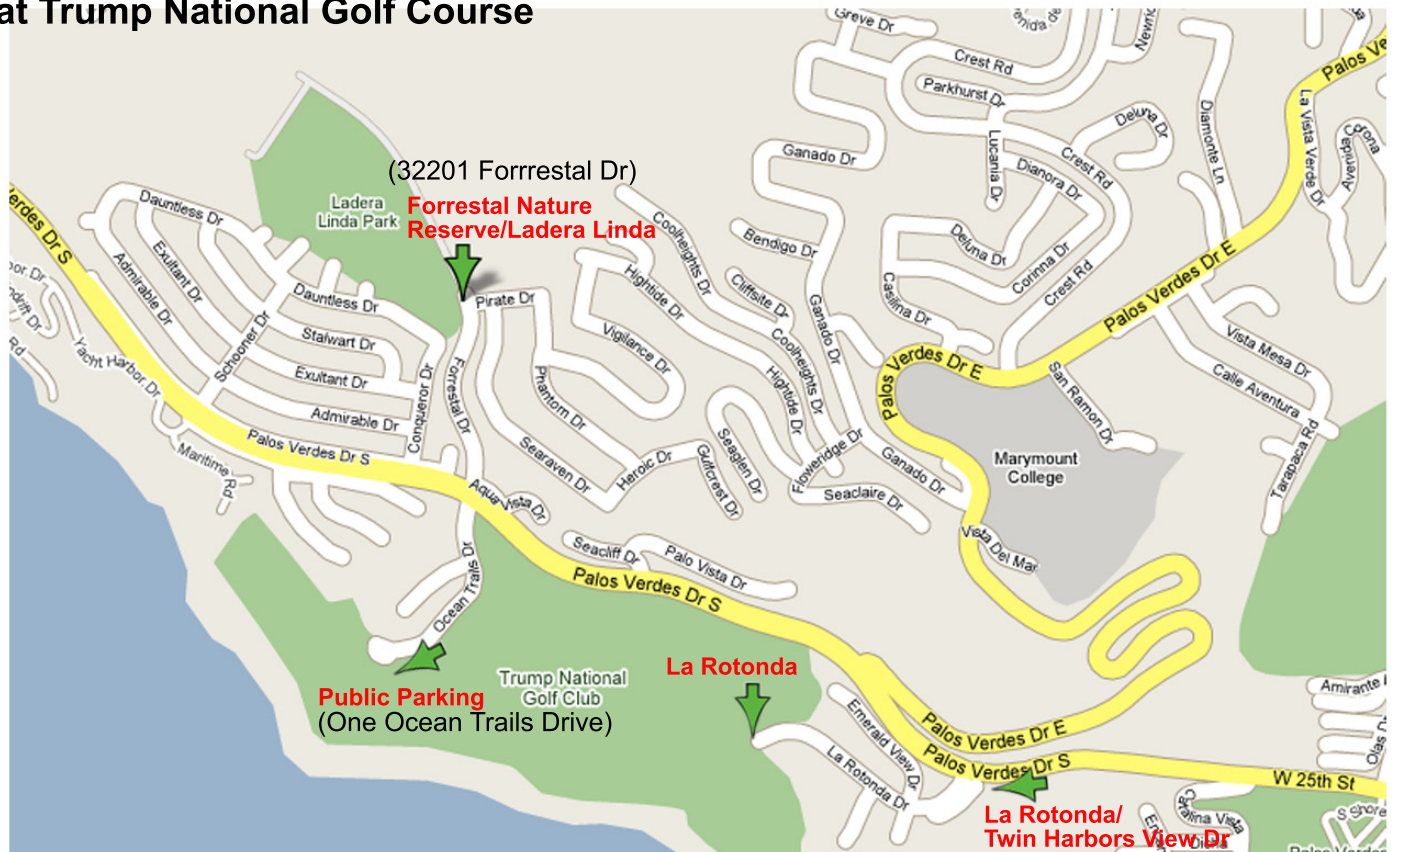 at Trump National Golf Course
Greve Dr
Crest Rd
Palos Ve
Parkhurst Dr
Deluna Dr
Diamonte Ln
La Vista Verde Dr
Lucania Dr
Crest Rd
Dianora Dr
Ganado Dr
(32201 Forrrestal Dr)
Forrestal Nature
Reserve/Ladera Linda
Ladera
Linda Park
Verdes Dr S
Dauntless Dr
Coolheights Dr
Bendigo Dr
Deluna Dr
Corinna Dr
Crest Rd
Casilina Dr
Palos Verdes Dr E
Exultant Dr
Admirable Dr
Dauntless Dr
Pirate Dr
Hightide Dr
Cliffsite Dr
Ganado Dr
Schooner Dr
Stalwart Dr
Vigilance Dr
Coolheights Dr
Palos Verdes Dr E
Vista Mesa Dr
Yacht Harbor Dr
Rd
Exultant Dr
Forrestal Dr
Phantom Dr
Hightide Dr
San Ramon Dr
Calle Aventura
Admirable Dr
Conqueror Dr
Palos Verdes Dr S
Maritime Rd
Searaven Dr
Heroic Dr
Gulfcrest Dr
Seaglen Dr
Floweridge Dr
Seaclaire Dr
Ganado Dr
Marymount
College
Tarapaca Rd
Aqua Vista Dr
Vista Del Mar
Seacliff Dr
Palo Vista Dr
Palos Verdes Dr S
Ocean Trails Dr
La Rotonda
Trump National
Golf Club
Public Parking
(One Ocean Trails Drive)
Amirante
Emerald View Dr
Palos Verdes Dr E
Palos Verdes Dr S
La Rotonda Dr
W 25th St
La Rotonda/
Twin Harbors View Dr
Catalina Vista
S Shore